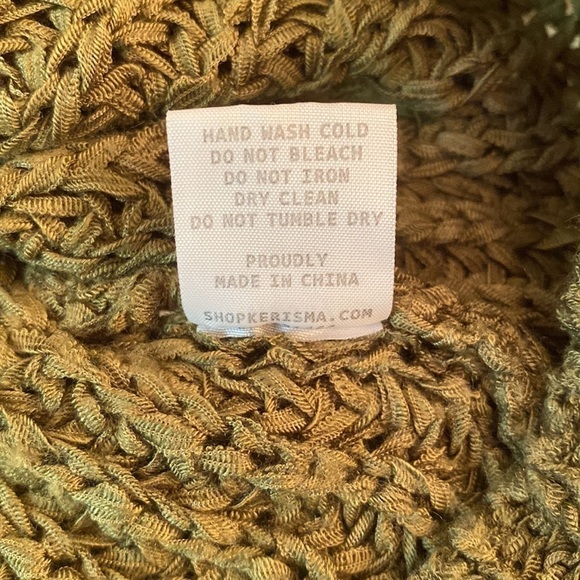 HAND WASH COLD
DO NOT BLEACH
DO NOT IRON
DRY CLEAN
DO NOT TUMBLE DRY
PROUDLY
MADE IN CHINA
SHOPKERISMA.COM